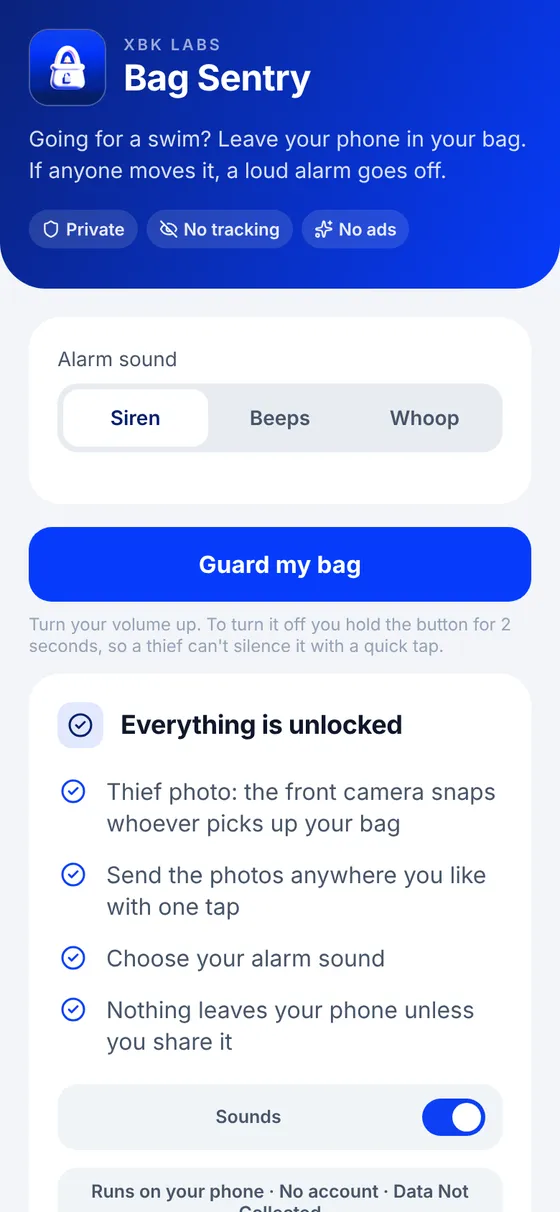 XBK LABS
Bag Sentry
Going for a swim? Leave your phone in your bag.
If anyone moves it, a loud alarm goes off.
Private
No tracking
No ads
Alarm sound
Siren
Beeps
Whoop
Guard my bag
Turn your volume up. To turn it off you hold the button for 2
seconds, so a thief can't silence it with a quick tap.
Everything is unlocked
Thief photo: the front camera snaps
whoever picks up your bag
Send the photos anywhere you like
with one tap
Choose your alarm sound
Nothing leaves your phone unless
you share it
Sounds
Runs on your phone · No account · Data Not
Collected